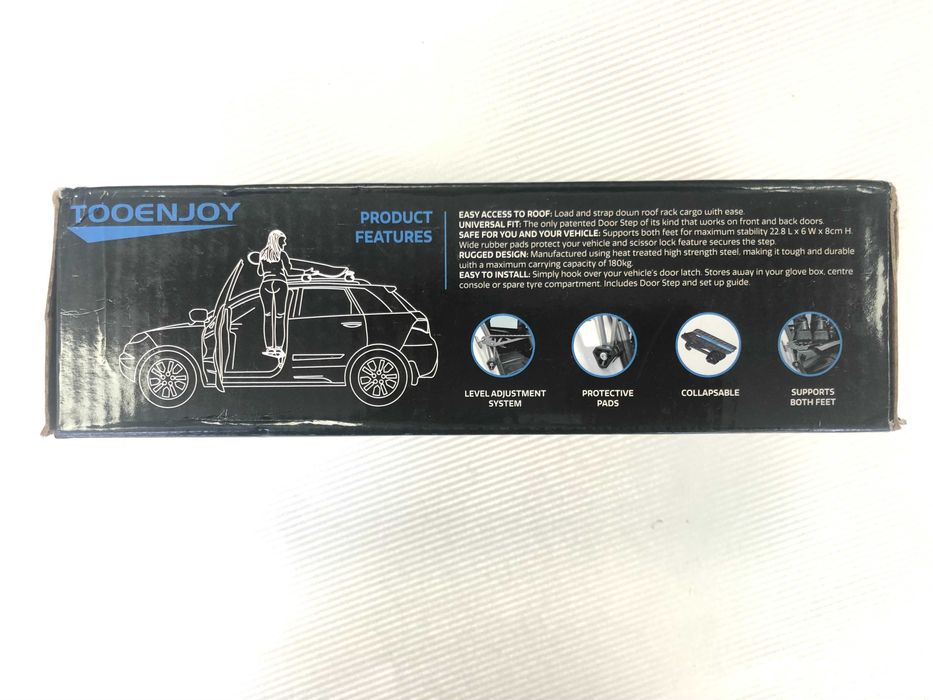 TOOENJOY
PRODUCT
FEATURES
EASY ACCESS TO ROOF: Load and strap down roof rack cargo with ease.
UNIVERSAL FIT: The only patented Door Step of its kind that works on front and back doors.
SAFE FOR YOU AND YOUR VEHICLE: Supports both feet for maximum stability 22.8 L x 6 W x 8cm H.
Wide rubber pads protect your vehicle and scissor lock feature secures the step.
RUGGED DESIGN: Manufactured using heat treated high strength steel, making it tough and durable
with a maximum carrying capacity of 180kg.
EASY TO INSTALL: Simply hook over your vehicle's door latch. Stores away in your glove box, centre
console or spare tyre compartment. Includes Door Step and set up guide.
LEVEL ADJUSTMENT
SYSTEM
PROTECTIVE
PADS
COLLAPSABLE
SUPPORTS
BOTH FEET